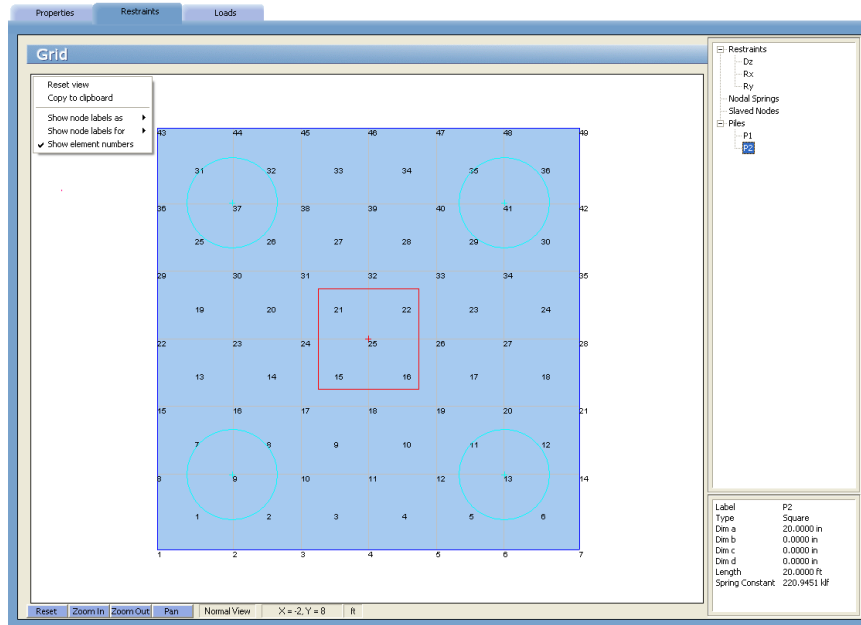 Properties Restraints Loads
Grid
Reset view
Copy to clipboard
Show node labels as
Show node labels for
Show element numbers
43 44 45 46 47 48 49
31 32 33 34 35 36
36 37 38 39 40 41 42
25 26 27 28 29 30
29 30 31 32 33 34 35
19 20 21 22 23 24
22 23 24 25 26 27 28
13 14 15 16 17 18
15 16 17 18 19 20 21
7 8 9 10 11 12
8 9 10 11 12 13 14
1 2 3 4 5 6
1 2 3 4 5 6 7
Reset Zoom In Zoom Out Pan Normal View X = -2, Y = 8 ft
Restraints
Dz
Rx
Ry
Nodal Springs
Slaved Nodes
Piles
P1
P2
Label P2
Type Square
Dim a 20.0000 in
Dim b 0.0000 in
Dim c 0.0000 in
Dim d 0.0000 in
Length 20.0000 ft
Spring Constant 220.9451 klf